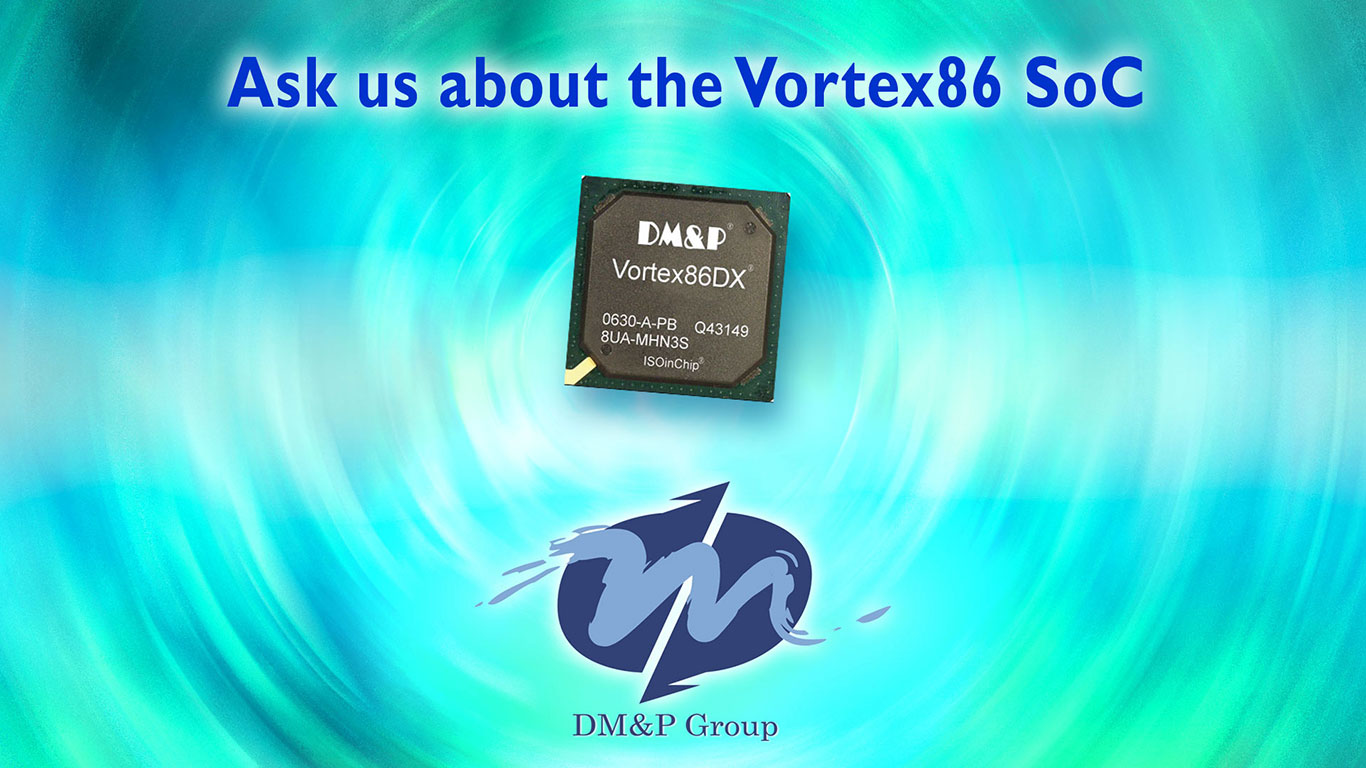 Ask us about the Vortex86 SoC
DM&P®
Vortex86DX®
0630-A-PB Q43149
8UA-MHN3S
ISOinChip®
m
DM&P Group